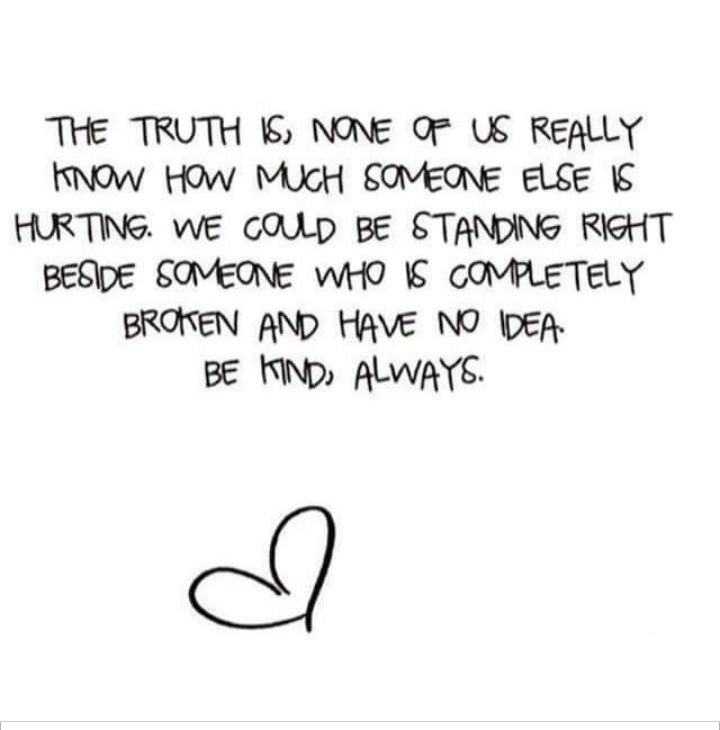 THE TRUTH IS, NONE OF US REALLY
KNOW HOW MUCH SOMEONE ELSE IS
HURTING. WE COULD BE STANDING RIGHT
BESIDE SOMEONE WHO IS COMPLETELY
BROKEN AND HAVE NO IDEA.
BE KIND, ALWAYS.